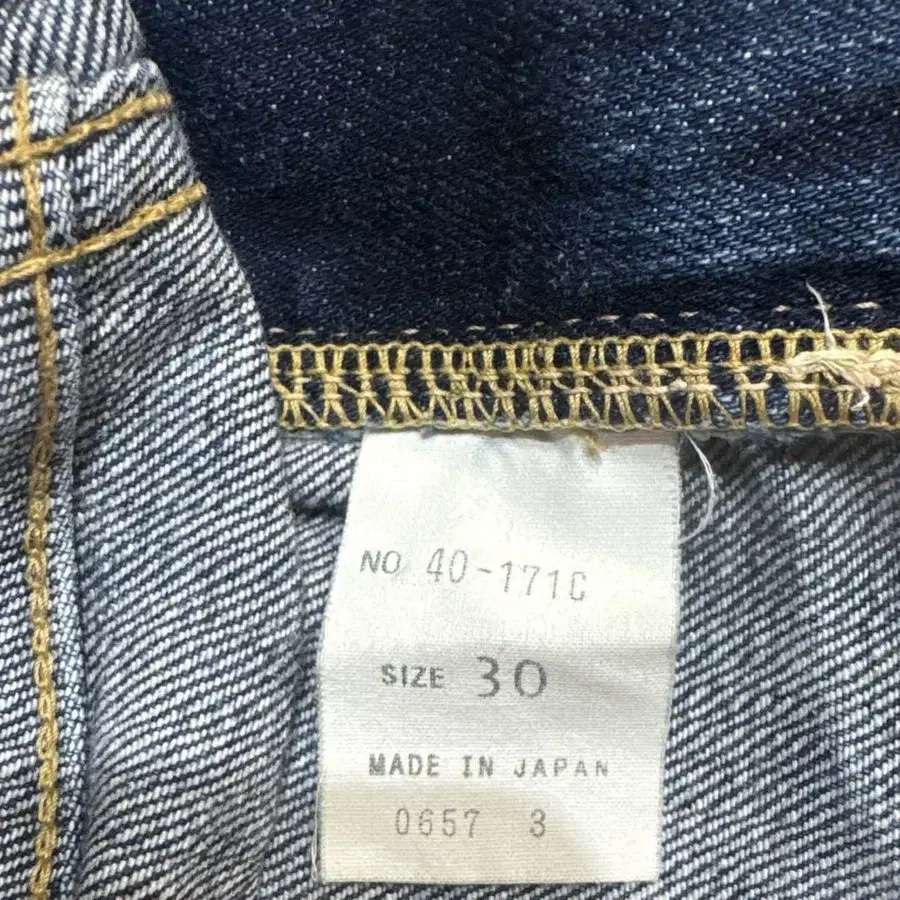 NO 40-171C
SIZE 30
MADE IN JAPAN
0657 3